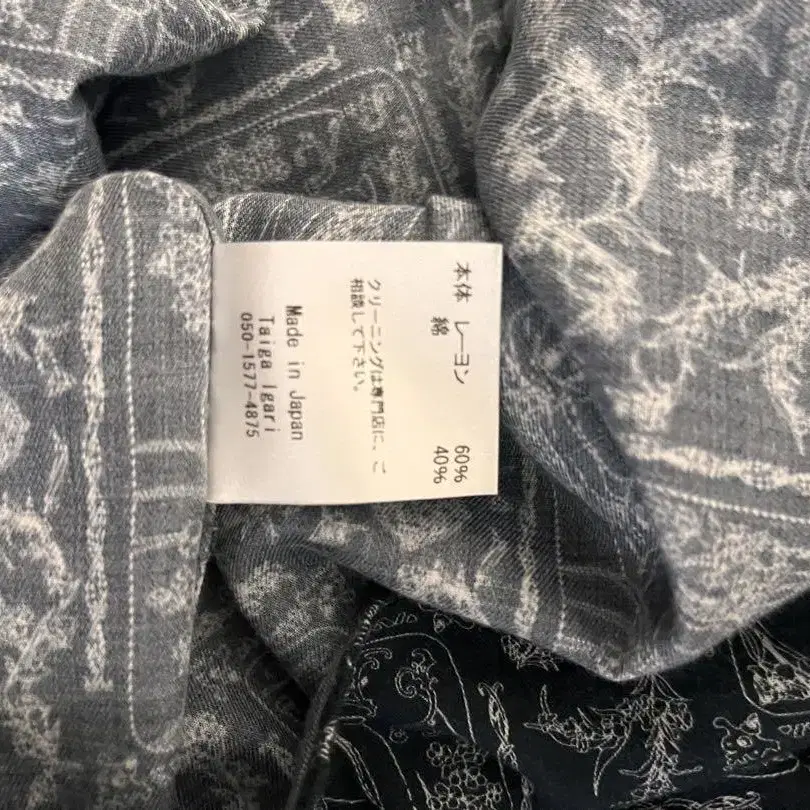 本体 レーヨン 60%
綿 40%
クリーニングは専門店に、ご
相談して下さい。
Made in Japan
Taiga Igari
050-1577-4875